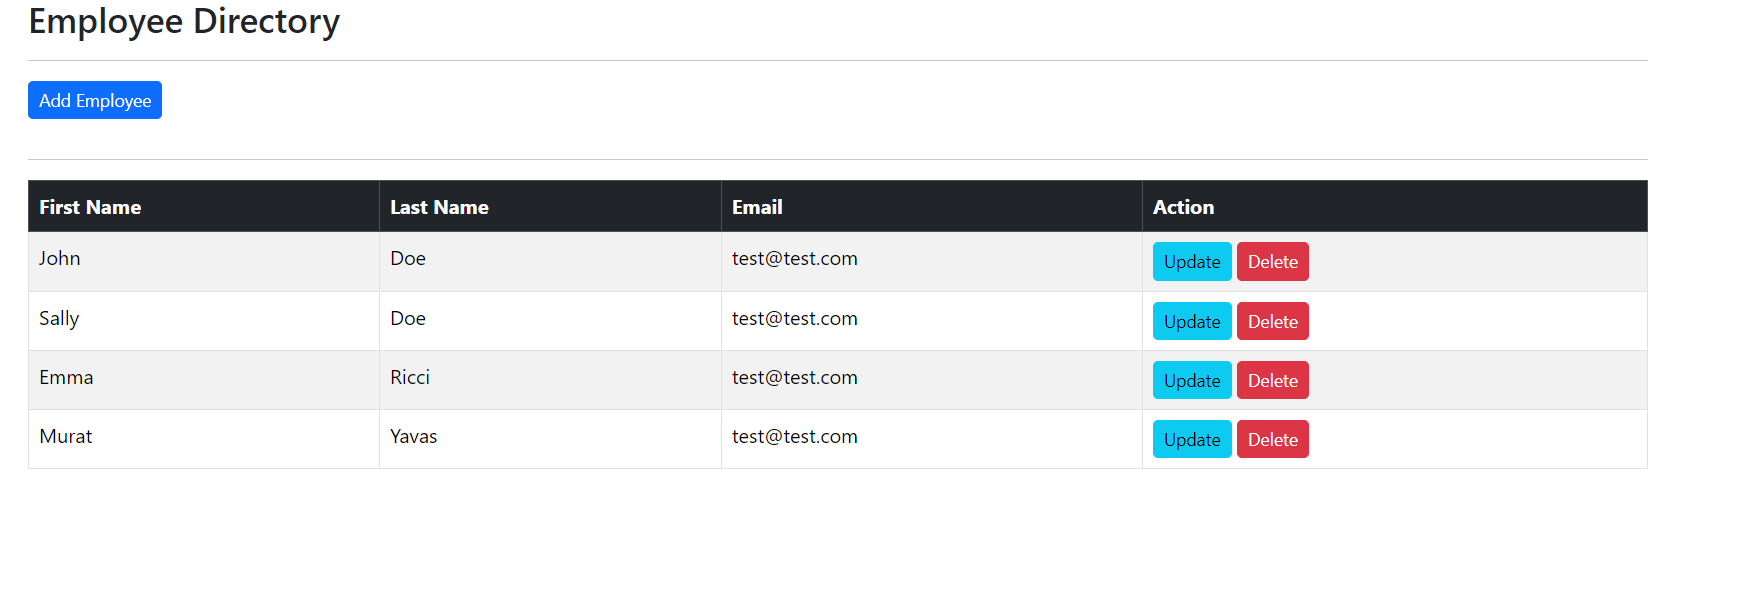 Employee Directory
Add Employee
First Name Last Name Email Action
John Doe test@test.com Update Delete
Sally Doe test@test.com Update Delete
Emma Ricci test@test.com Update Delete
Murat Yavas test@test.com Update Delete